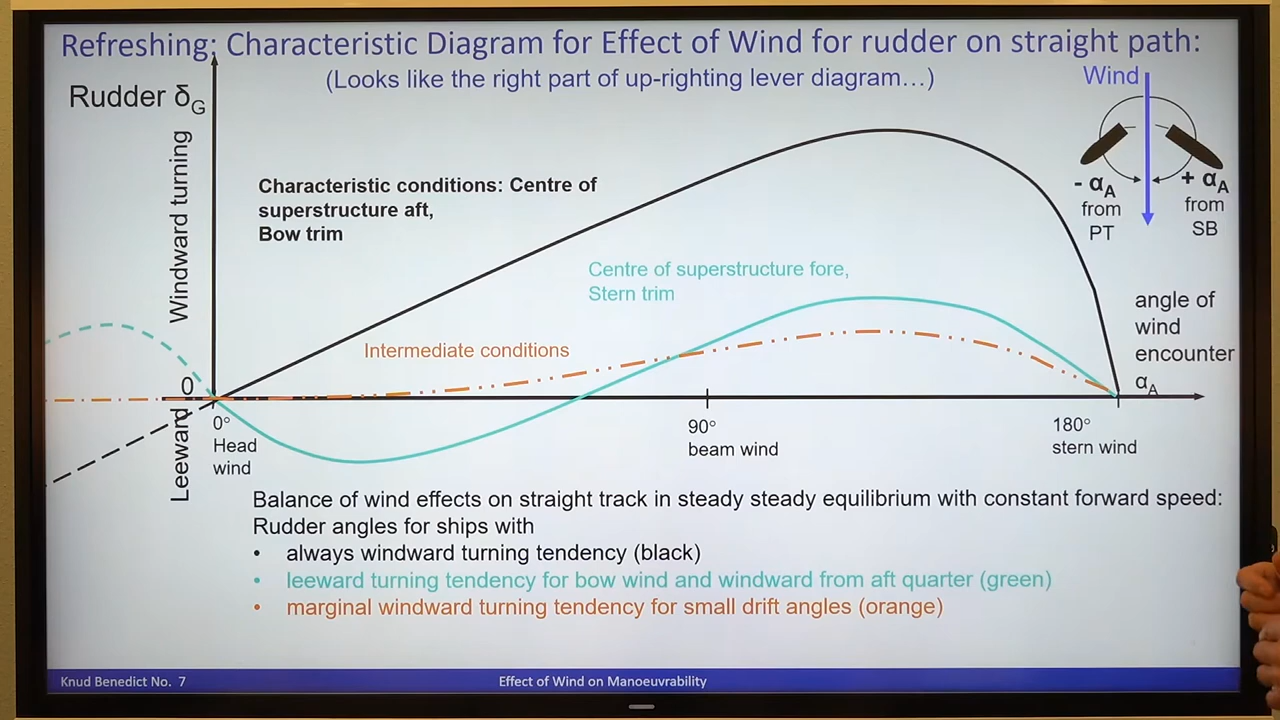 Refreshing: Characteristic Diagram for Effect of Wind for rudder on straight path:
(Looks like the right part of up-righting lever diagram…)
Rudder δG
Windward turning
Wind
Characteristic conditions: Centre of
superstructure aft,
Bow trim
- αA
from
PT
+ αA
from
SB
Centre of superstructure fore,
Stern trim
angle of
wind
encounter
αA
Intermediate conditions
0
Leeward
0°
Head
wind
90°
beam wind
180°
stern wind
Balance of wind effects on straight track in steady steady equilibrium with constant forward speed:
Rudder angles for ships with
• always windward turning tendency (black)
• leeward turning tendency for bow wind and windward from aft quarter (green)
• marginal windward turning tendency for small drift angles (orange)
Knud Benedict No. 7
Effect of Wind on Manoeuvrability